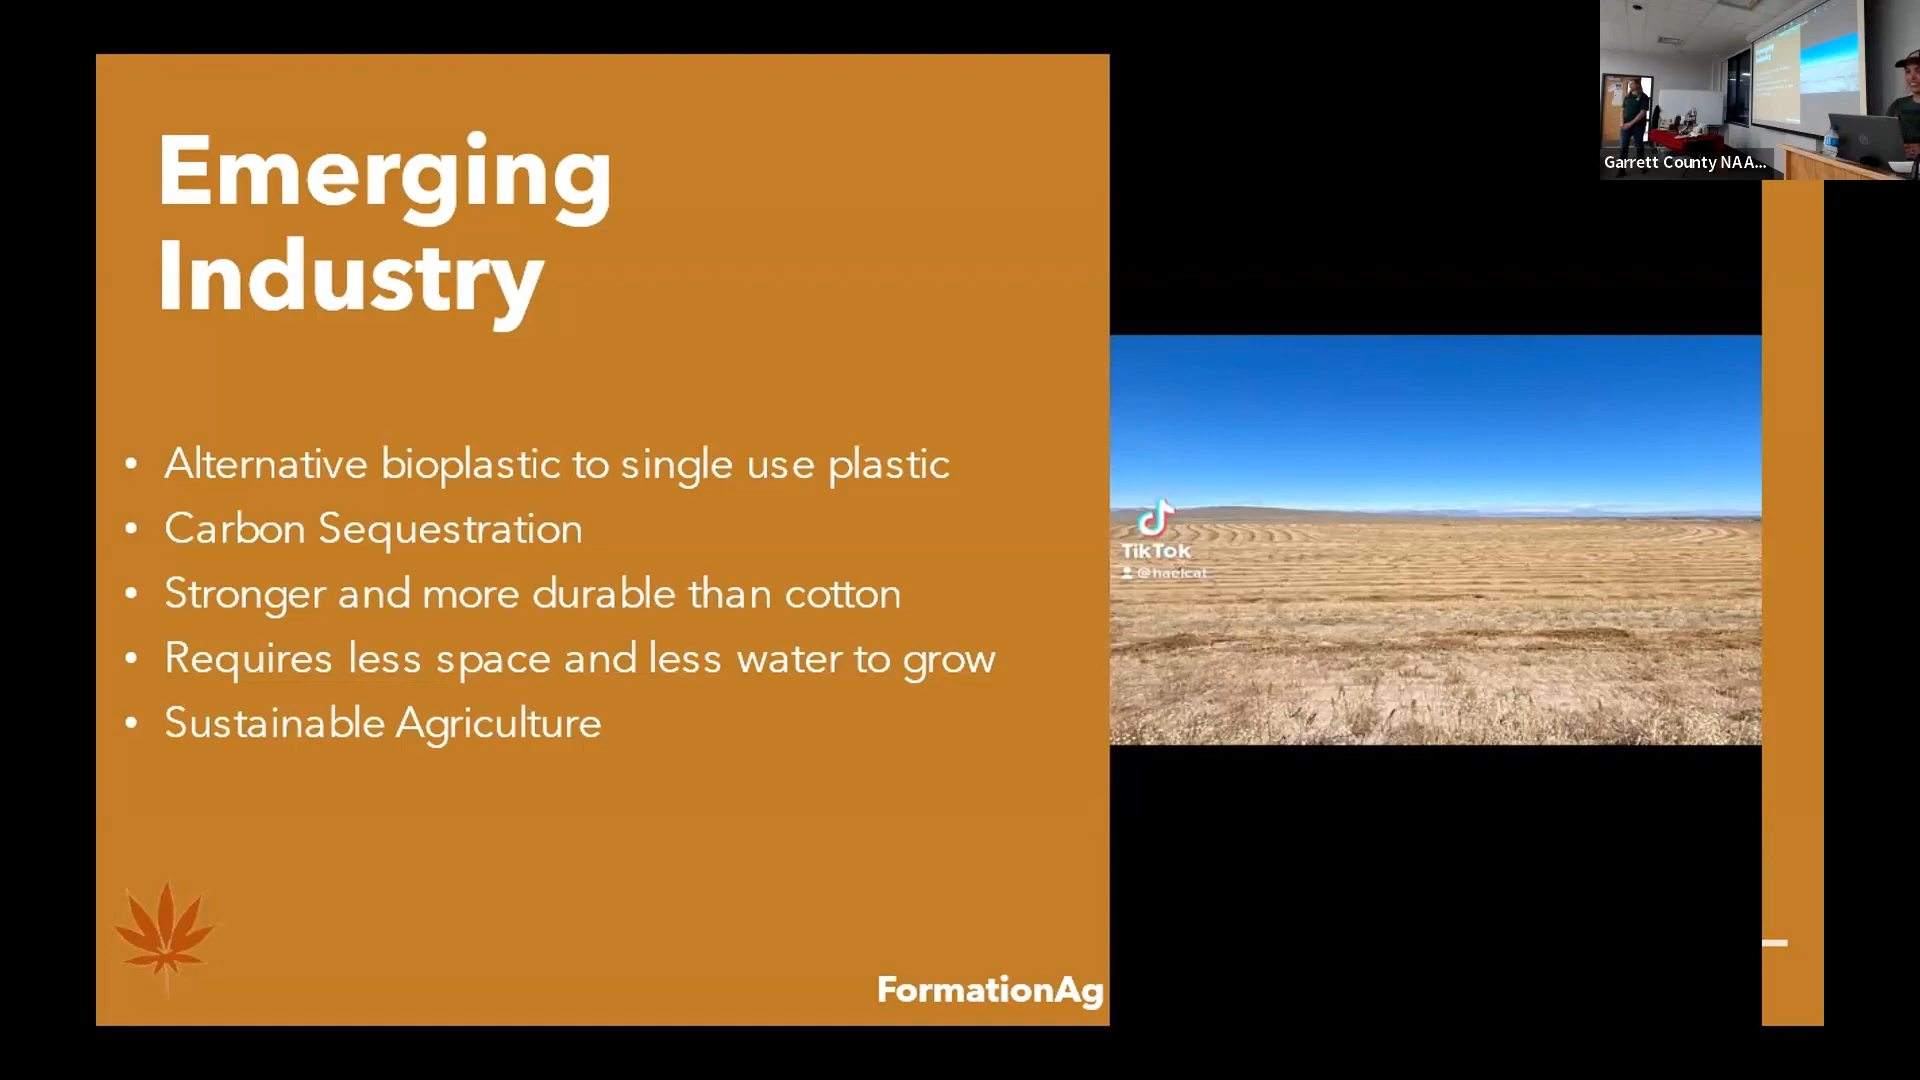 Emerging
Industry
• Alternative bioplastic to single use plastic
• Carbon Sequestration
• Stronger and more durable than cotton
• Requires less space and less water to grow
• Sustainable Agriculture
FormationAg
TikTok
@haelcat
Garrett County NAA...